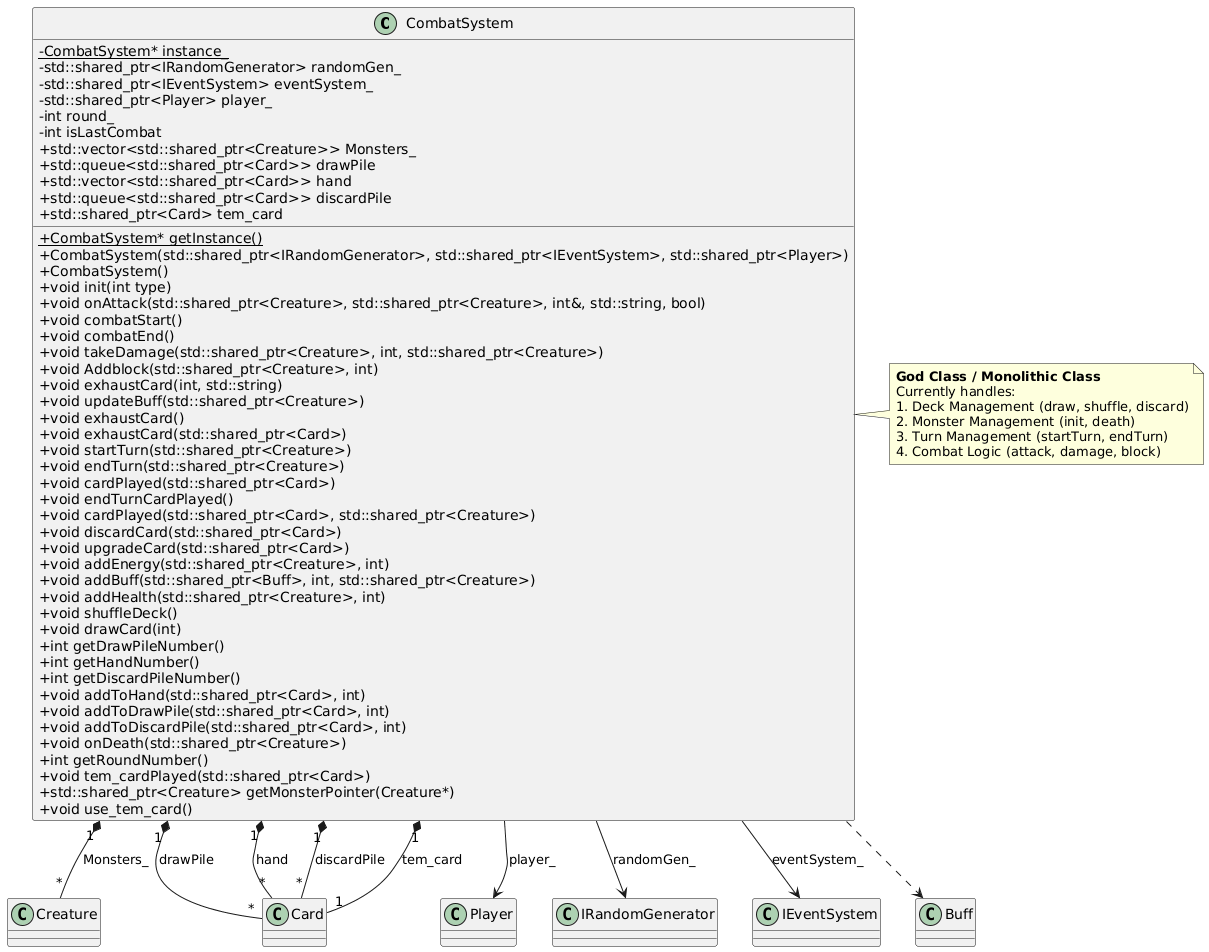 C CombatSystem
-CombatSystem* instance_
-std::shared_ptr<IRandomGenerator> randomGen_
-std::shared_ptr<IEventSystem> eventSystem_
-std::shared_ptr<Player> player_
-int round_
-int isLastCombat
+std::vector<std::shared_ptr<Creature>> Monsters_
+std::queue<std::shared_ptr<Card>> drawPile
+std::vector<std::shared_ptr<Card>> hand
+std::queue<std::shared_ptr<Card>> discardPile
+std::shared_ptr<Card> tem_card
+CombatSystem* getInstance()
+CombatSystem(std::shared_ptr<IRandomGenerator>, std::shared_ptr<IEventSystem>, std::shared_ptr<Player>)
+CombatSystem()
+void init(int type)
+void onAttack(std::shared_ptr<Creature>, std::shared_ptr<Creature>, int&, std::string, bool)
+void combatStart()
+void combatEnd()
+void takeDamage(std::shared_ptr<Creature>, int, std::shared_ptr<Creature>)
+void Addblock(std::shared_ptr<Creature>, int)
+void exhaustCard(int, std::string)
+void updateBuff(std::shared_ptr<Creature>)
+void exhaustCard()
+void exhaustCard(std::shared_ptr<Card>)
+void startTurn(std::shared_ptr<Creature>)
+void endTurn(std::shared_ptr<Creature>)
+void cardPlayed(std::shared_ptr<Card>)
+void endTurnCardPlayed()
+void cardPlayed(std::shared_ptr<Card>, std::shared_ptr<Creature>)
+void discardCard(std::shared_ptr<Card>)
+void upgradeCard(std::shared_ptr<Card>)
+void addEnergy(std::shared_ptr<Creature>, int)
+void addBuff(std::shared_ptr<Buff>, int, std::shared_ptr<Creature>)
+void addHealth(std::shared_ptr<Creature>, int)
+void shuffleDeck()
+void drawCard(int)
+int getDrawPileNumber()
+int getHandNumber()
+int getDiscardPileNumber()
+void addToHand(std::shared_ptr<Card>, int)
+void addToDrawPile(std::shared_ptr<Card>, int)
+void addToDiscardPile(std::shared_ptr<Card>, int)
+void onDeath(std::shared_ptr<Creature>)
+int getRoundNumber()
+void tem_cardPlayed(std::shared_ptr<Card>)
+std::shared_ptr<Creature> getMonsterPointer(Creature*)
+void use_tem_card()
God Class / Monolithic Class
Currently handles:
1. Deck Management (draw, shuffle, discard)
2. Monster Management (init, death)
3. Turn Management (startTurn, endTurn)
4. Combat Logic (attack, damage, block)
1 1 1 1 1
Monsters_ drawPile hand discardPile tem_card player_ randomGen_ eventSystem_
* * * * 1
C Creature
C Card
C Player
C IRandomGenerator
C IEventSystem
C Buff